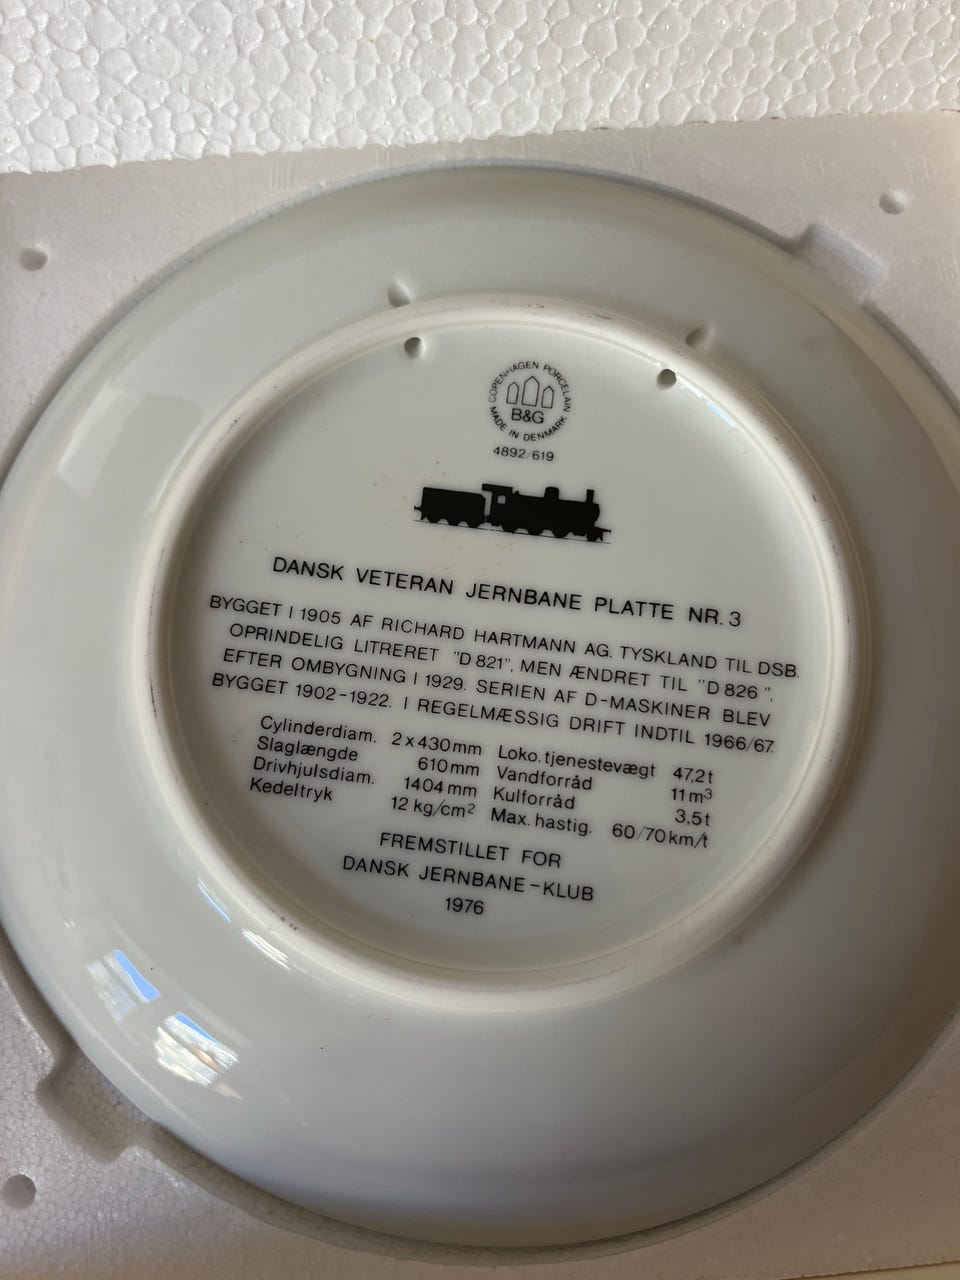 COPENHAGEN PORCELAIN
B&G
MADE IN DENMARK
4892/619
DANSK VETERAN JERNBANE PLATTE NR. 3
BYGGET I 1905 AF RICHARD HARTMANN AG. TYSKLAND TIL DSB.
OPRINDELIG LITRERET "D 821", MEN ÆNDRET TIL "D 826",
EFTER OMBYGNING I 1929. SERIEN AF D-MASKINER BLEV
BYGGET 1902-1922. I REGELMÆSSIG DRIFT INDTIL 1966/67.
Cylinderdiam. 2 x 430 mm Loko. tjenestevægt 47,2 t
Slaglængde 610 mm Vandforråd 11 m³
Drivhjulsdiam. 1404 mm Kulforråd 3,5 t
Kedeltryk 12 kg/cm² Max. hastig. 60/70 km/t
FREMSTILLET FOR
DANSK JERNBANE-KLUB
1976